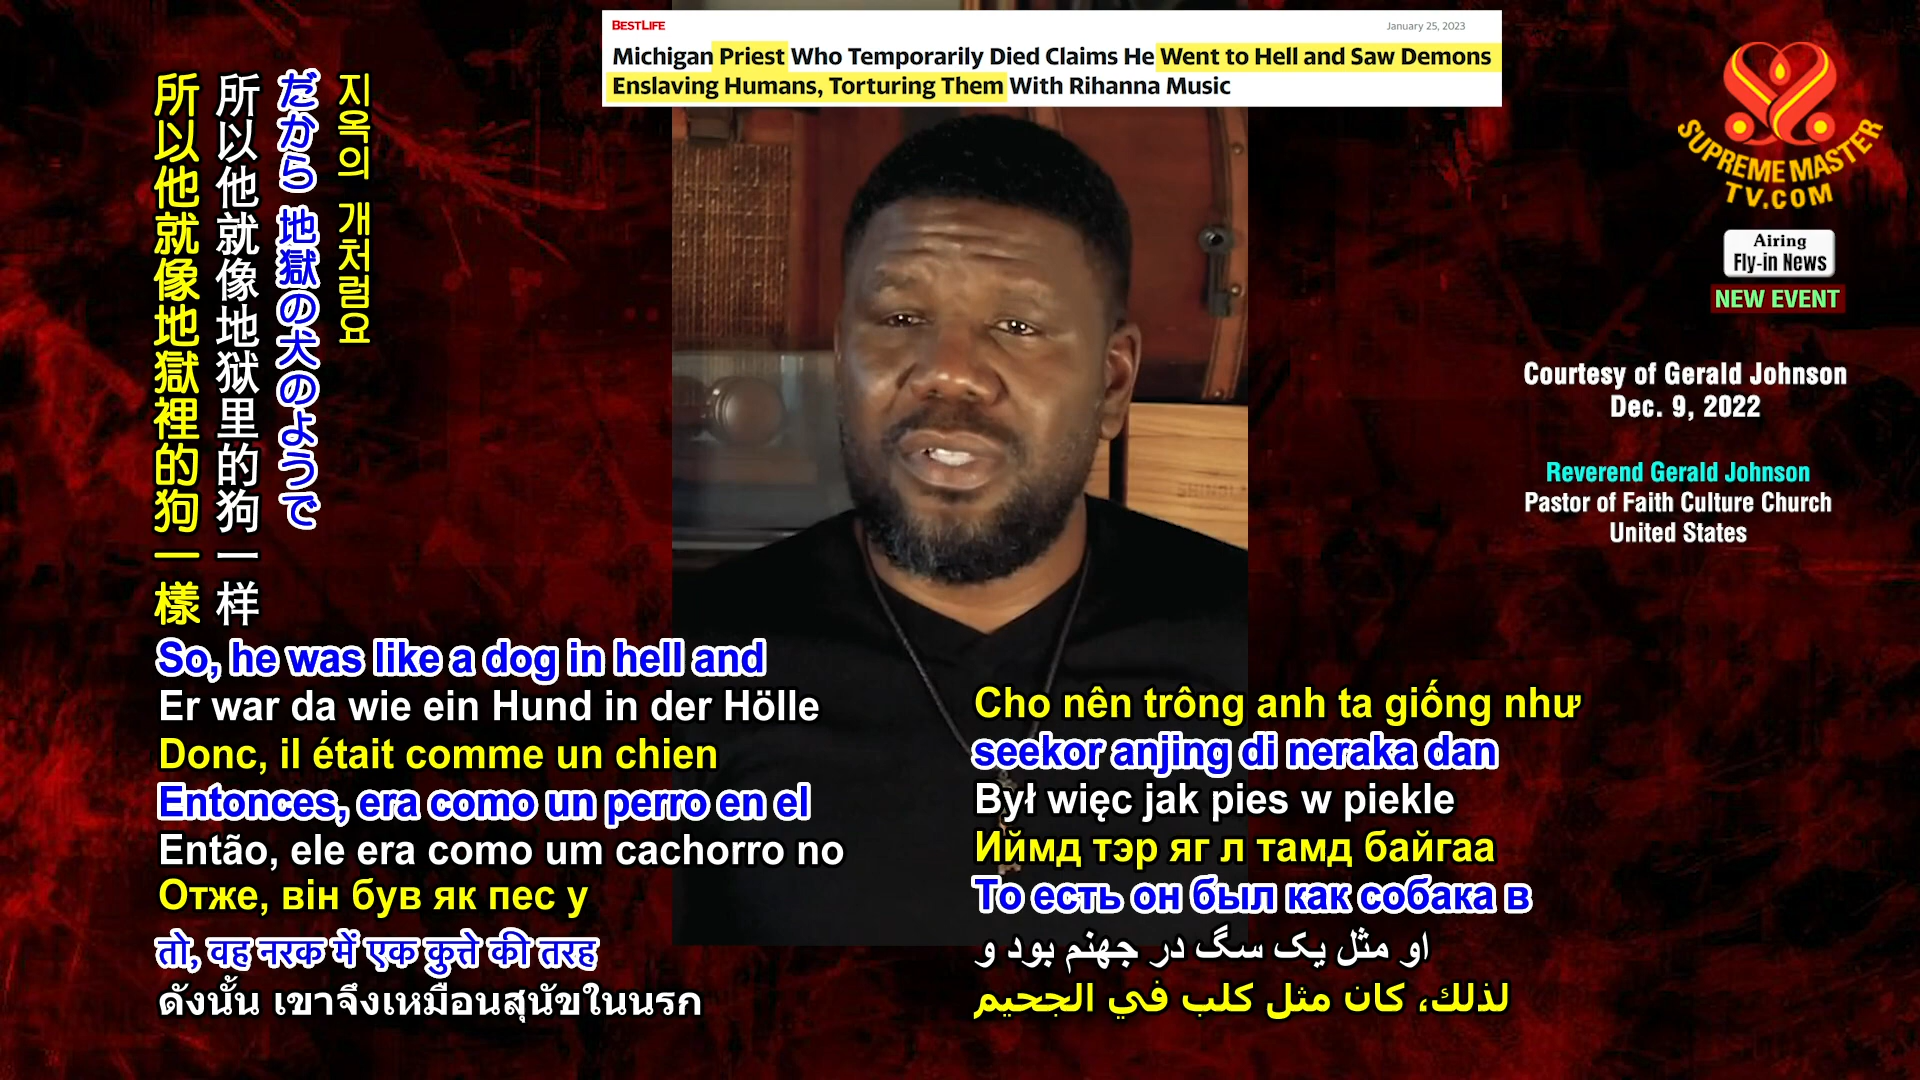 BESTLIFE
January 25, 2023
Michigan Priest Who Temporarily Died Claims He Went to Hell and Saw Demons
Enslaving Humans, Torturing Them With Rihanna Music
SUPREME MASTER
TV.COM
Airing
Fly-in News
NEW EVENT
Courtesy of Gerald Johnson
Dec. 9, 2022
Reverend Gerald Johnson
Pastor of Faith Culture Church
United States
지옥의 개처럼요
だから 地獄の犬のようで
所以他就像地狱里的狗一样
所以他就像地獄裡的狗一樣
So, he was like a dog in hell and
Er war da wie ein Hund in der Hölle
Donc, il était comme un chien
Entonces, era como un perro en el
Então, ele era como um cachorro no
Отже, він був як пес у
तो, वह नरक में एक कुत्ते की तरह
ดังนั้น เขาจึงเหมือนสุนัขในนรก
Cho nên trông anh ta giống như
seekor anjing di neraka dan
Był więc jak pies w piekle
Иймд тэр яг л тамд байгаа
То есть он был как собака в
او مثل یک سگ در جهنم بود و
لذلك، كان مثل كلب في الجحيم